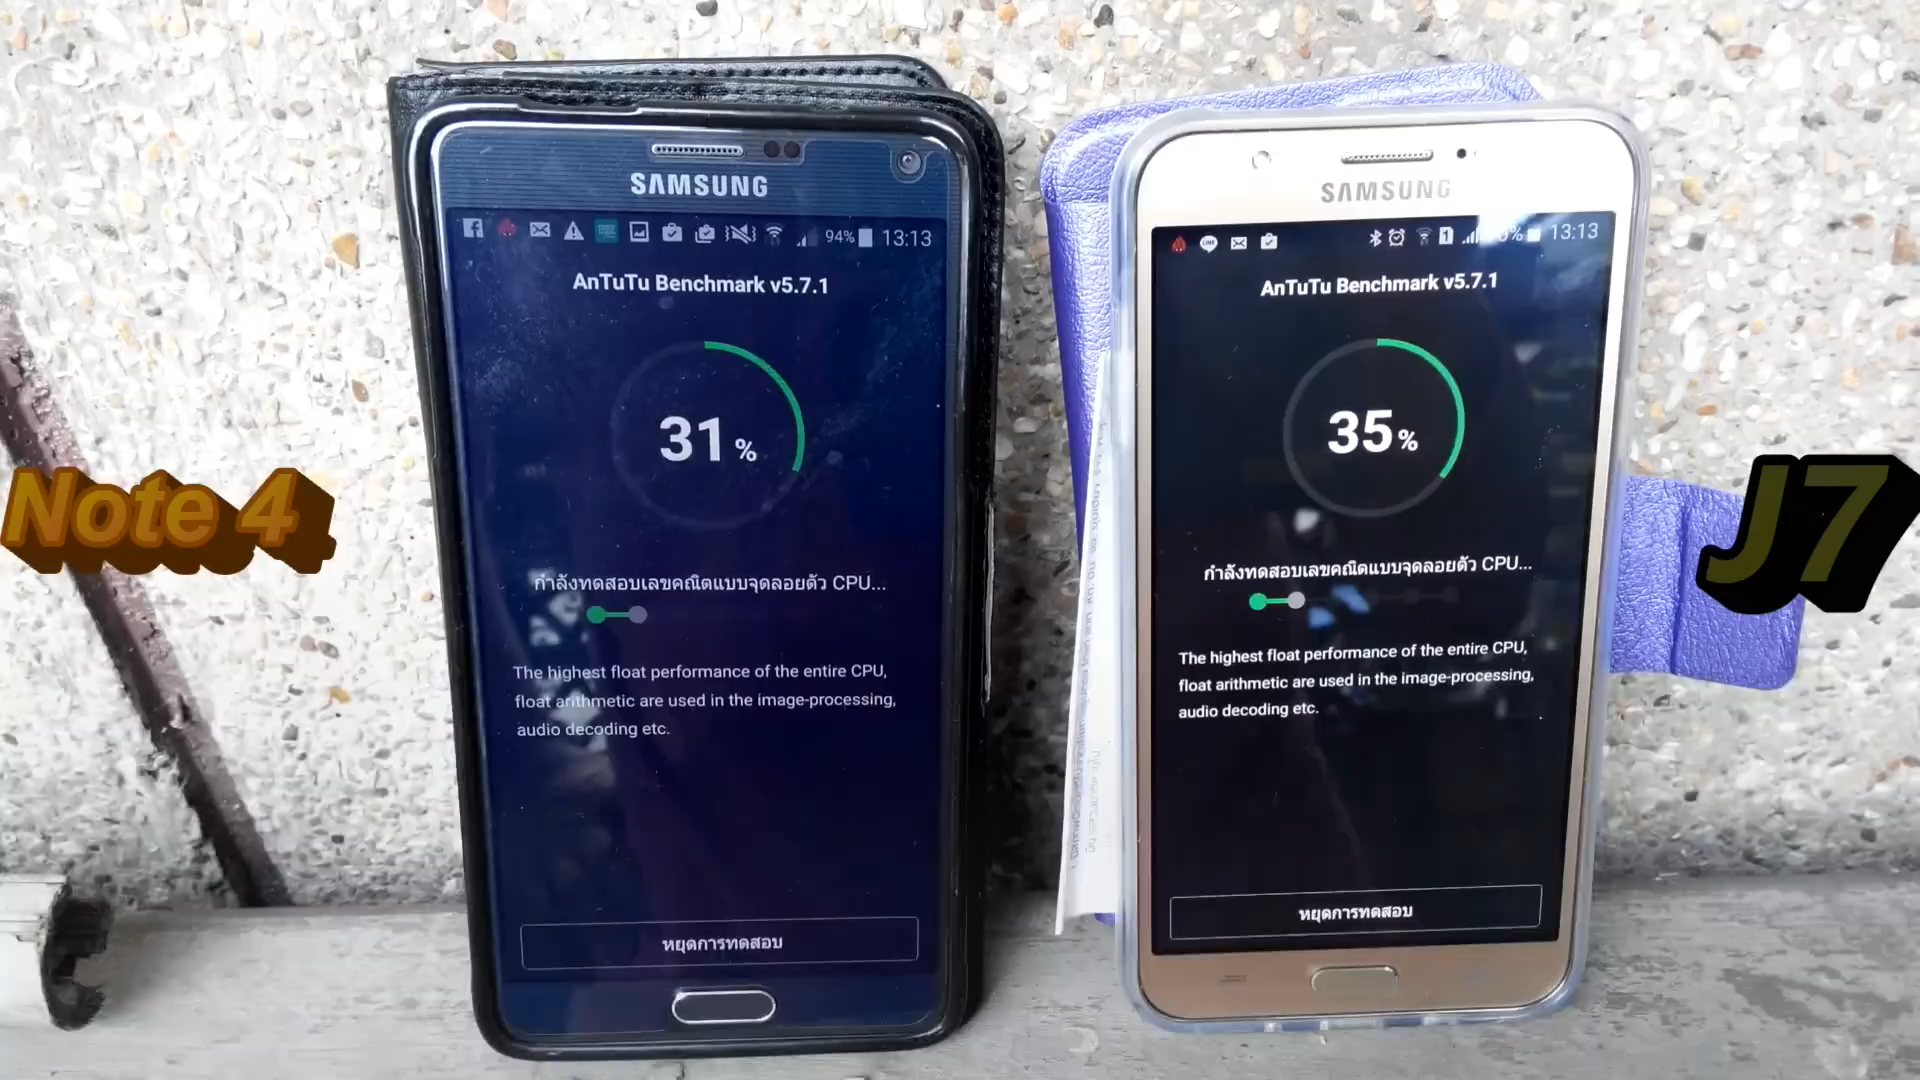 SAMSUNG
94% 13:13
AnTuTu Benchmark v5.7.1
31 %
กำลังทดสอบเลขคณิตแบบจุดลอยตัว CPU...
The highest float performance of the entire CPU,
float arithmetic are used in the image-processing,
audio decoding etc.
หยุดการทดสอบ
Note 4
SAMSUNG
LINE 1 13:13
AnTuTu Benchmark v5.7.1
35 %
กำลังทดสอบเลขคณิตแบบจุดลอยตัว CPU...
The highest float performance of the entire CPU,
float arithmetic are used in the image-processing,
audio decoding etc.
หยุดการทดสอบ
J7